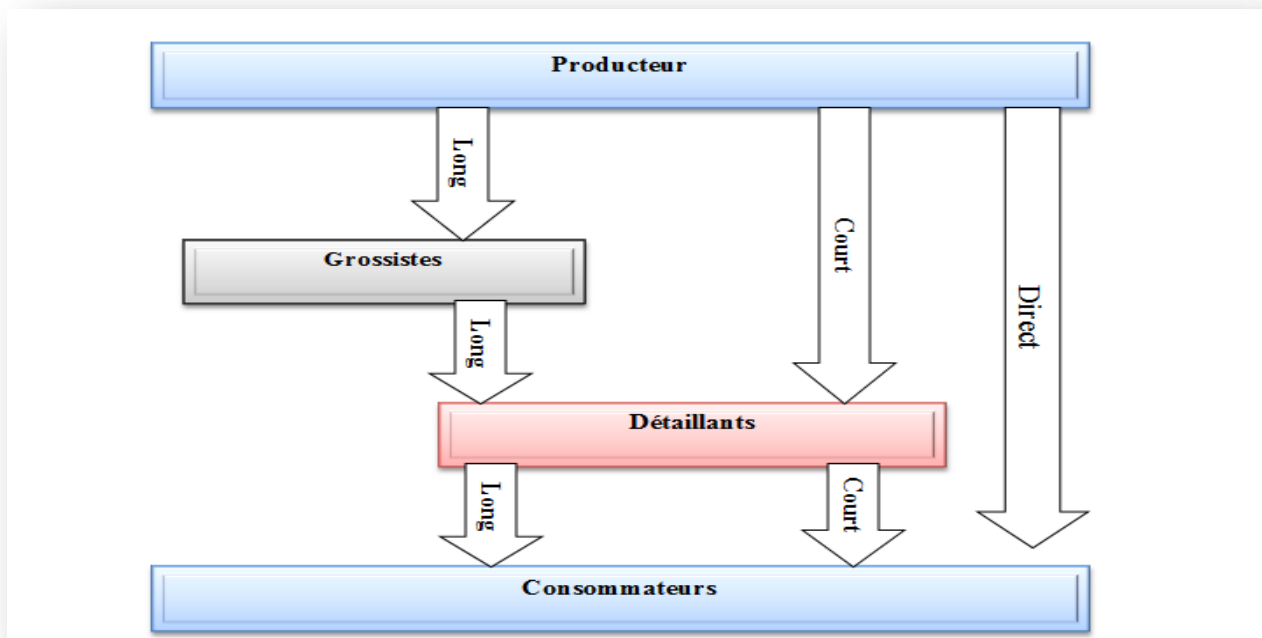 Producteur
Long
Court
Direct
Grossistes
Long
Détaillants
Long
Court
Consommateurs